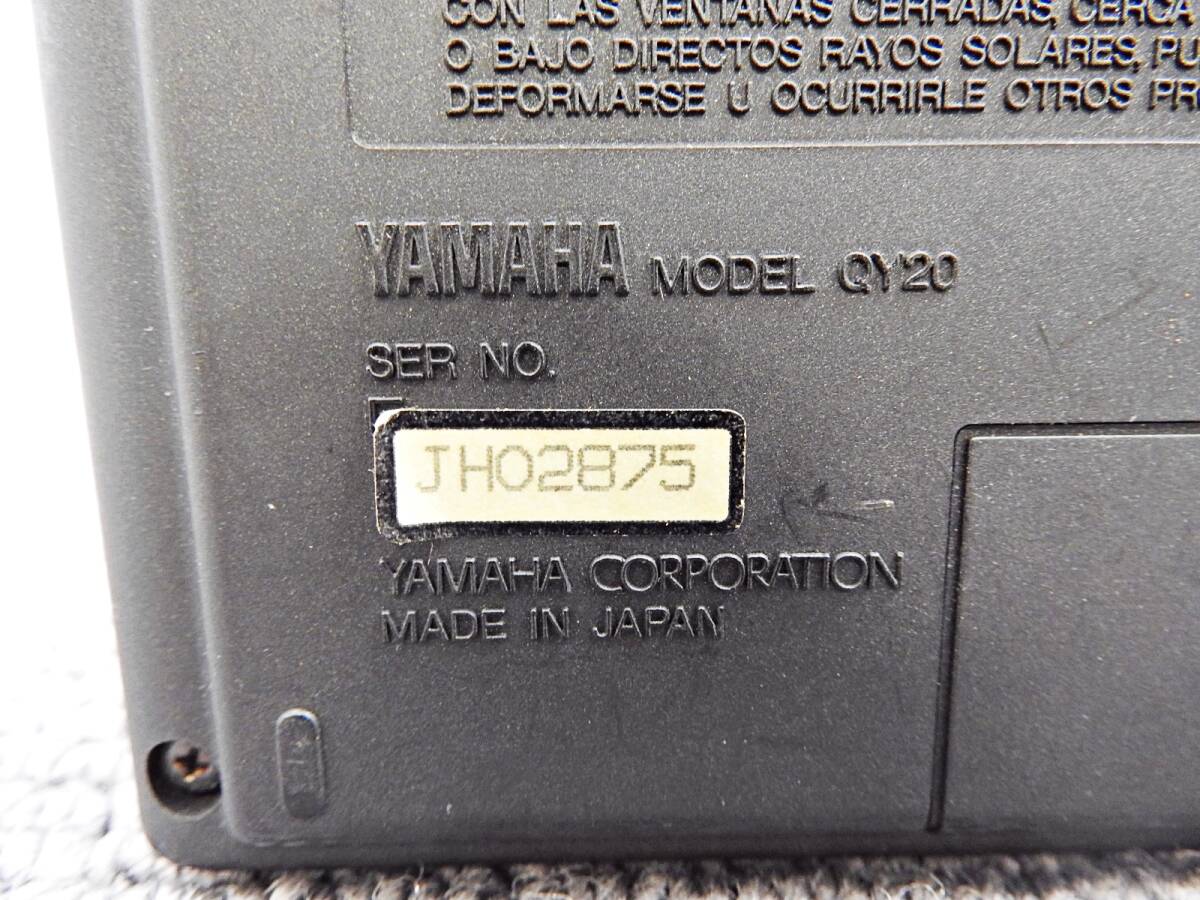 CON LAS VENTANAS CERRADAS, CERCA
O BAJO DIRECTOS RAYOS SOLARES, PU
DEFORMARSE U OCURRIRLE OTROS PR
YAMAHA MODEL QY20
SER NO.
JH02875
YAMAHA CORPORATION
MADE IN JAPAN